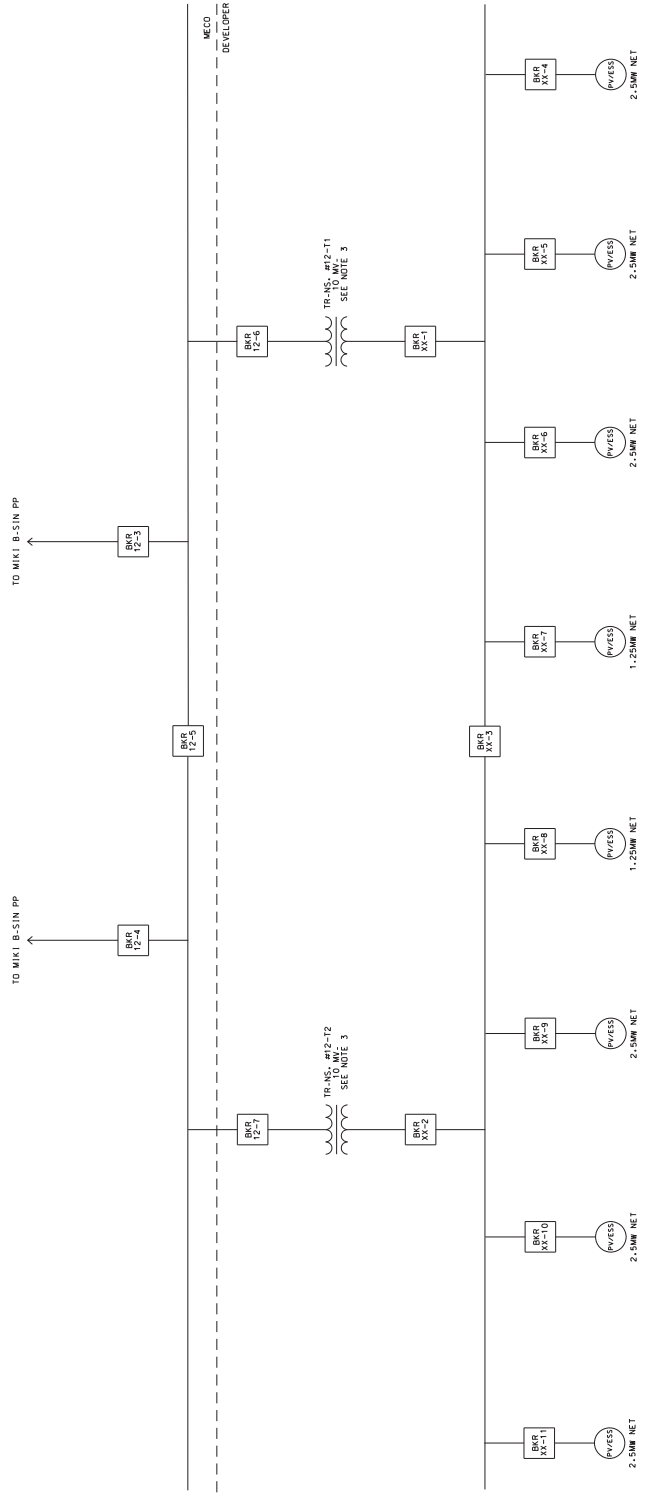 TO MIKI B-SIN PP
TO MIKI B-SIN PP
BKR
12-4
BKR
12-3
BKR
12-5
MECO
DEVELOPER
BKR
12-7
BKR
12-6
TR-NS. #12-T2
10 MV-
SEE NOTE 3
TR-NS. #12-T1
10 MV-
SEE NOTE 3
BKR
XX-2
BKR
XX-1
BKR
XX-3
BKR
XX-11
BKR
XX-10
BKR
XX-9
BKR
XX-8
BKR
XX-7
BKR
XX-6
BKR
XX-5
BKR
XX-4
PV/ESS
PV/ESS
PV/ESS
PV/ESS
PV/ESS
PV/ESS
PV/ESS
PV/ESS
2.5MW NET
2.5MW NET
2.5MW NET
1.25MW NET
1.25MW NET
2.5MW NET
2.5MW NET
2.5MW NET